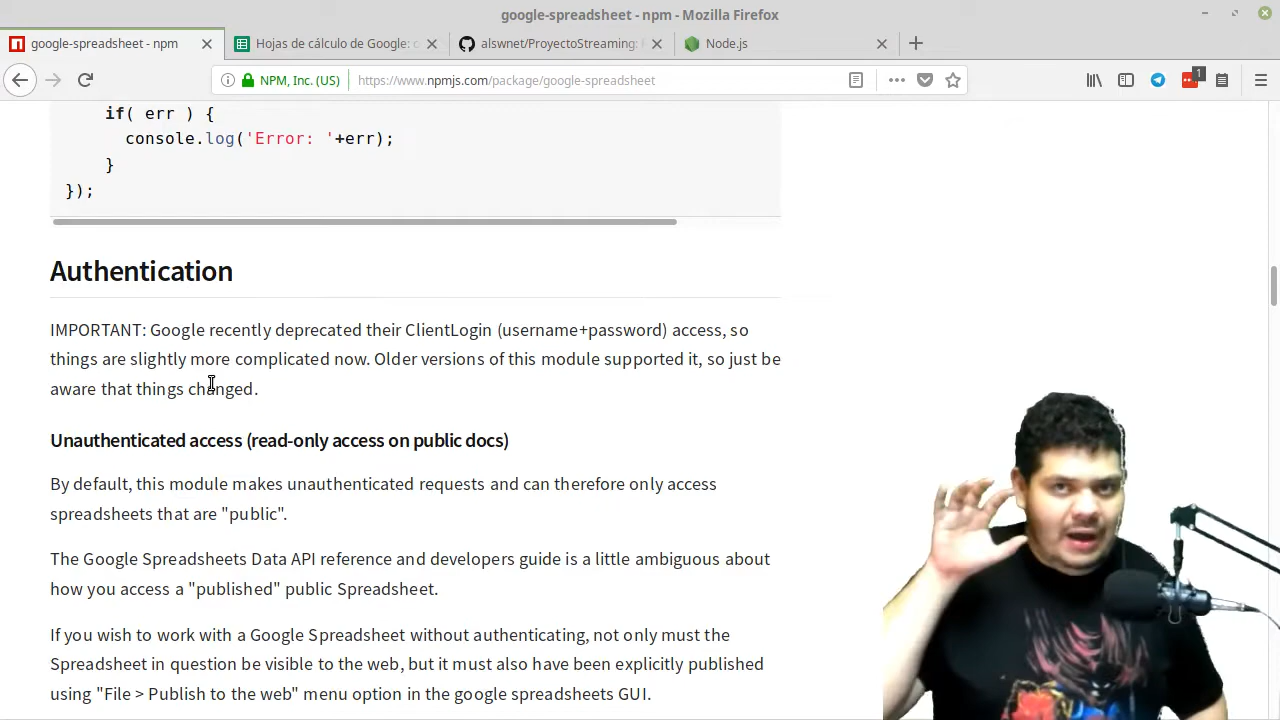 google-spreadsheet - npm - Mozilla Firefox
google-spreadsheet - npm
Hojas de cálculo de Google: c
alswnet/ProyectoStreaming:
Node.js
NPM, Inc. (US)
https://www.npmjs.com/package/google-spreadsheet
1
if( err ) {
console.log('Error: '+err);
}
});
Authentication
IMPORTANT: Google recently deprecated their ClientLogin (username+password) access, so
things are slightly more complicated now. Older versions of this module supported it, so just be
aware that things changed.
Unauthenticated access (read-only access on public docs)
By default, this module makes unauthenticated requests and can therefore only access
spreadsheets that are "public".
The Google Spreadsheets Data API reference and developers guide is a little ambiguous about
how you access a "published" public Spreadsheet.
If you wish to work with a Google Spreadsheet without authenticating, not only must the
Spreadsheet in question be visible to the web, but it must also have been explicitly published
using "File > Publish to the web" menu option in the google spreadsheets GUI.